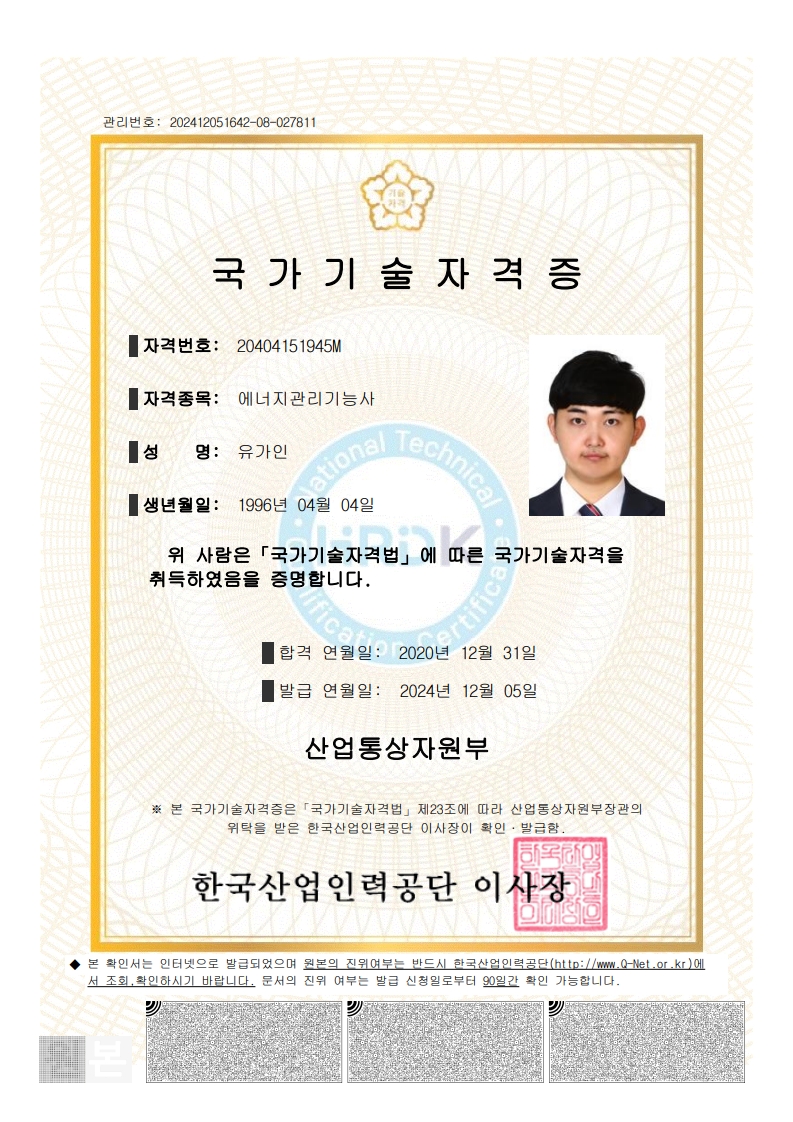 관리번호: 202412051642-08-027811
기술
자격
국가기술자격증
자격번호: 20404151945M
자격종목: 에너지관리기능사
성 명: 유가인
생년월일: 1996년 04월 04일
National Technical
HRDK
Qualification Certificate
위 사람은「국가기술자격법」에 따른 국가기술자격을
취득하였음을 증명합니다.
합격 연월일: 2020년 12월 31일
발급 연월일: 2024년 12월 05일
산업통상자원부
※ 본 국가기술자격증은「국가기술자격법」제23조에 따라 산업통상자원부장관의
위탁을 받은 한국산업인력공단 이사장이 확인·발급함.
한국산업인력공단 이사장
◆ 본 확인서는 인터넷으로 발급되었으며 원본의 진위여부는 반드시 한국산업인력공단(http://www.Q-Net.or.kr)에
서 조회,확인하시기 바랍니다. 문서의 진위 여부는 발급 신청일로부터 90일간 확인 가능합니다.
본